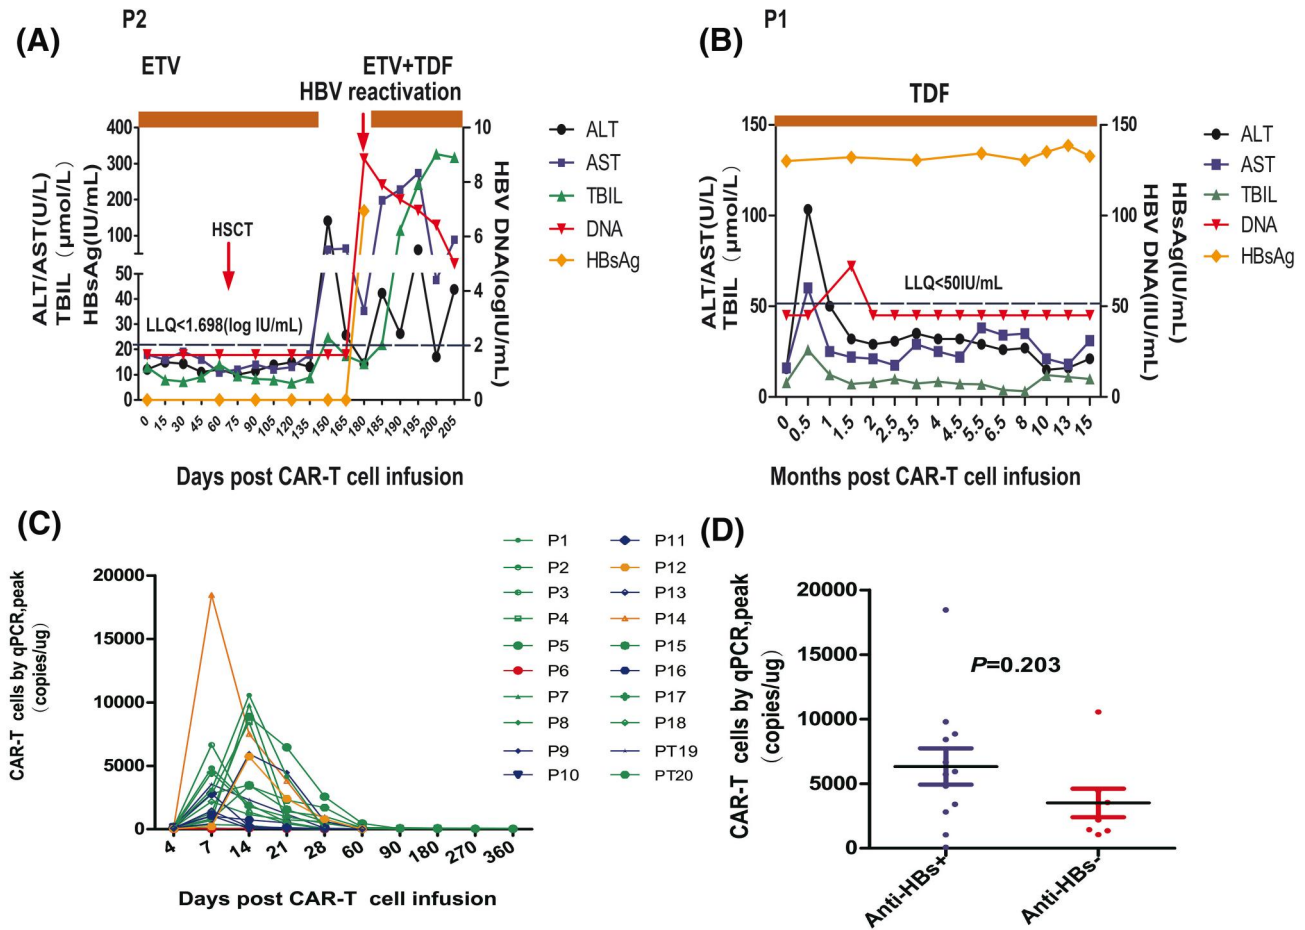 (A)
P2
ETV
ETV+TDF
HBV reactivation
HSCT
LLQ<1.698(log IU/mL)
400
300
200
100
50
40
30
20
10
0
10
8
6
4
2
0
ALT/AST(U/L)
TBIL (μmol/L)
HBsAg(IU/mL)
HBV DNA(logIU/mL)
0 15 30 45 60 75 90 105 120 135 150 165 180 185 190 195 200 205
Days post CAR-T cell infusion
ALT
AST
TBIL
DNA
HBsAg
(B)
P1
TDF
LLQ<50IU/mL
150
100
50
0
150
100
50
0
ALT/AST(U/L)
TBIL (μmol/L)
HBsAg(IU/mL)
HBV DNA(IIU/mL)
0 0.5 1 1.5 2 2.5 3.5 4 4.5 5.5 6.5 8 10 13 15
Months post CAR-T cell infusion
ALT
AST
TBIL
DNA
HBsAg
(C)
CAR-T cells by qPCR,peak
(copies/ug)
20000
15000
10000
5000
0
4 7 14 21 28 60 90 180 270 360
Days post CAR-T cell infusion
P1
P2
P3
P4
P5
P6
P7
P8
P9
P10
P11
P12
P13
P14
P15
P16
P17
P18
PT19
PT20
(D)
CAR-T cells by qPCR,peak
(copies/ug)
20000
15000
10000
5000
0
P=0.203
Anti-HBs+
Anti-HBs-